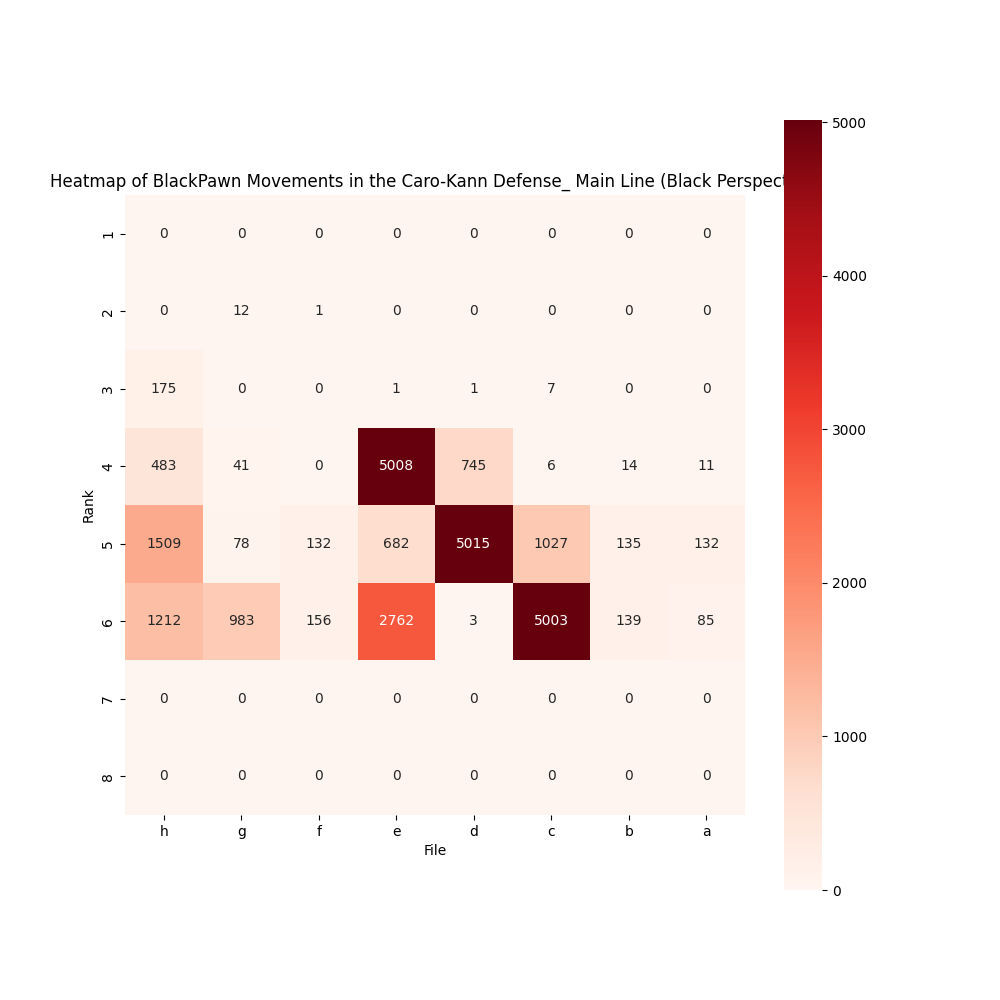 Heatmap of BlackPawn Movements in the Caro-Kann Defense_ Main Line (Black Perspect
5000
4000
3000
2000
1000
0
Rank
1 0 0 0 0 0 0 0 0
2 0 12 1 0 0 0 0 0
3 175 0 0 1 1 7 0 0
4 483 41 0 5008 745 6 14 11
5 1509 78 132 682 5015 1027 135 132
6 1212 983 156 2762 3 5003 139 85
7 0 0 0 0 0 0 0 0
8 0 0 0 0 0 0 0 0
h g f e d c b a
File